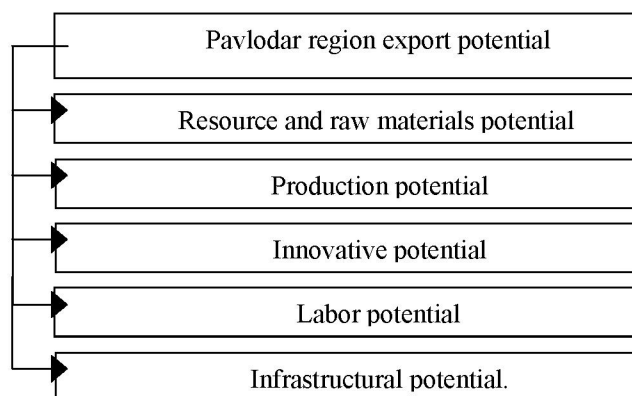 Pavlodar region export potential
Resource and raw materials potential
Production potential
Innovative potential
Labor potential
Infrastructural potential.